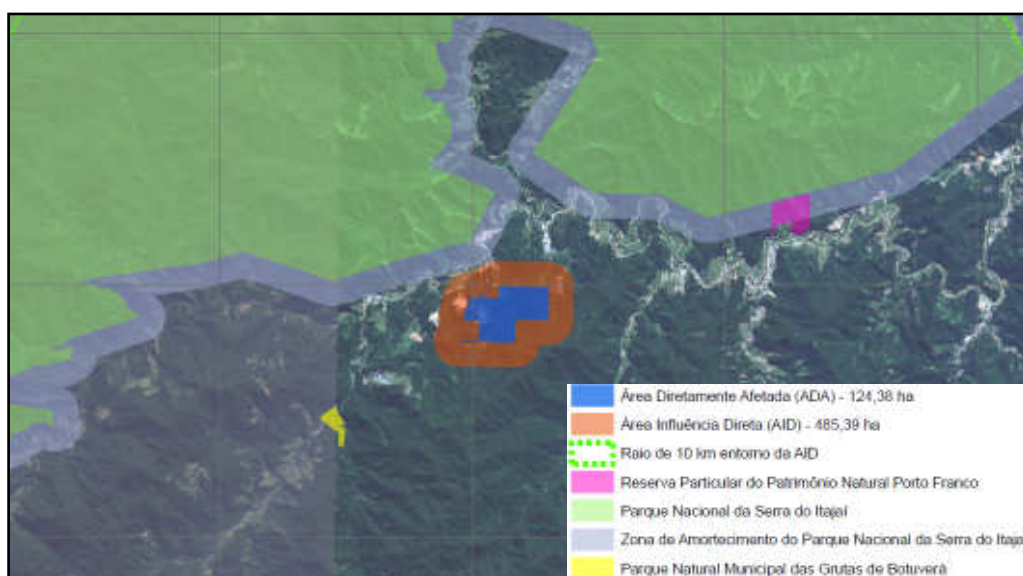 Área Diretamente Afetada (ADA) - 124,38 ha
Área Influência Direta (AID) - 485,39 ha
Raio de 10 km entorno da AID
Reserva Particular do Patrimônio Natural Porto Franco
Parque Nacional da Serra do Itajaí
Zona de Amortecimento do Parque Nacional da Serra do Itaja
Parque Natural Municipal das Grutas de Botuverá